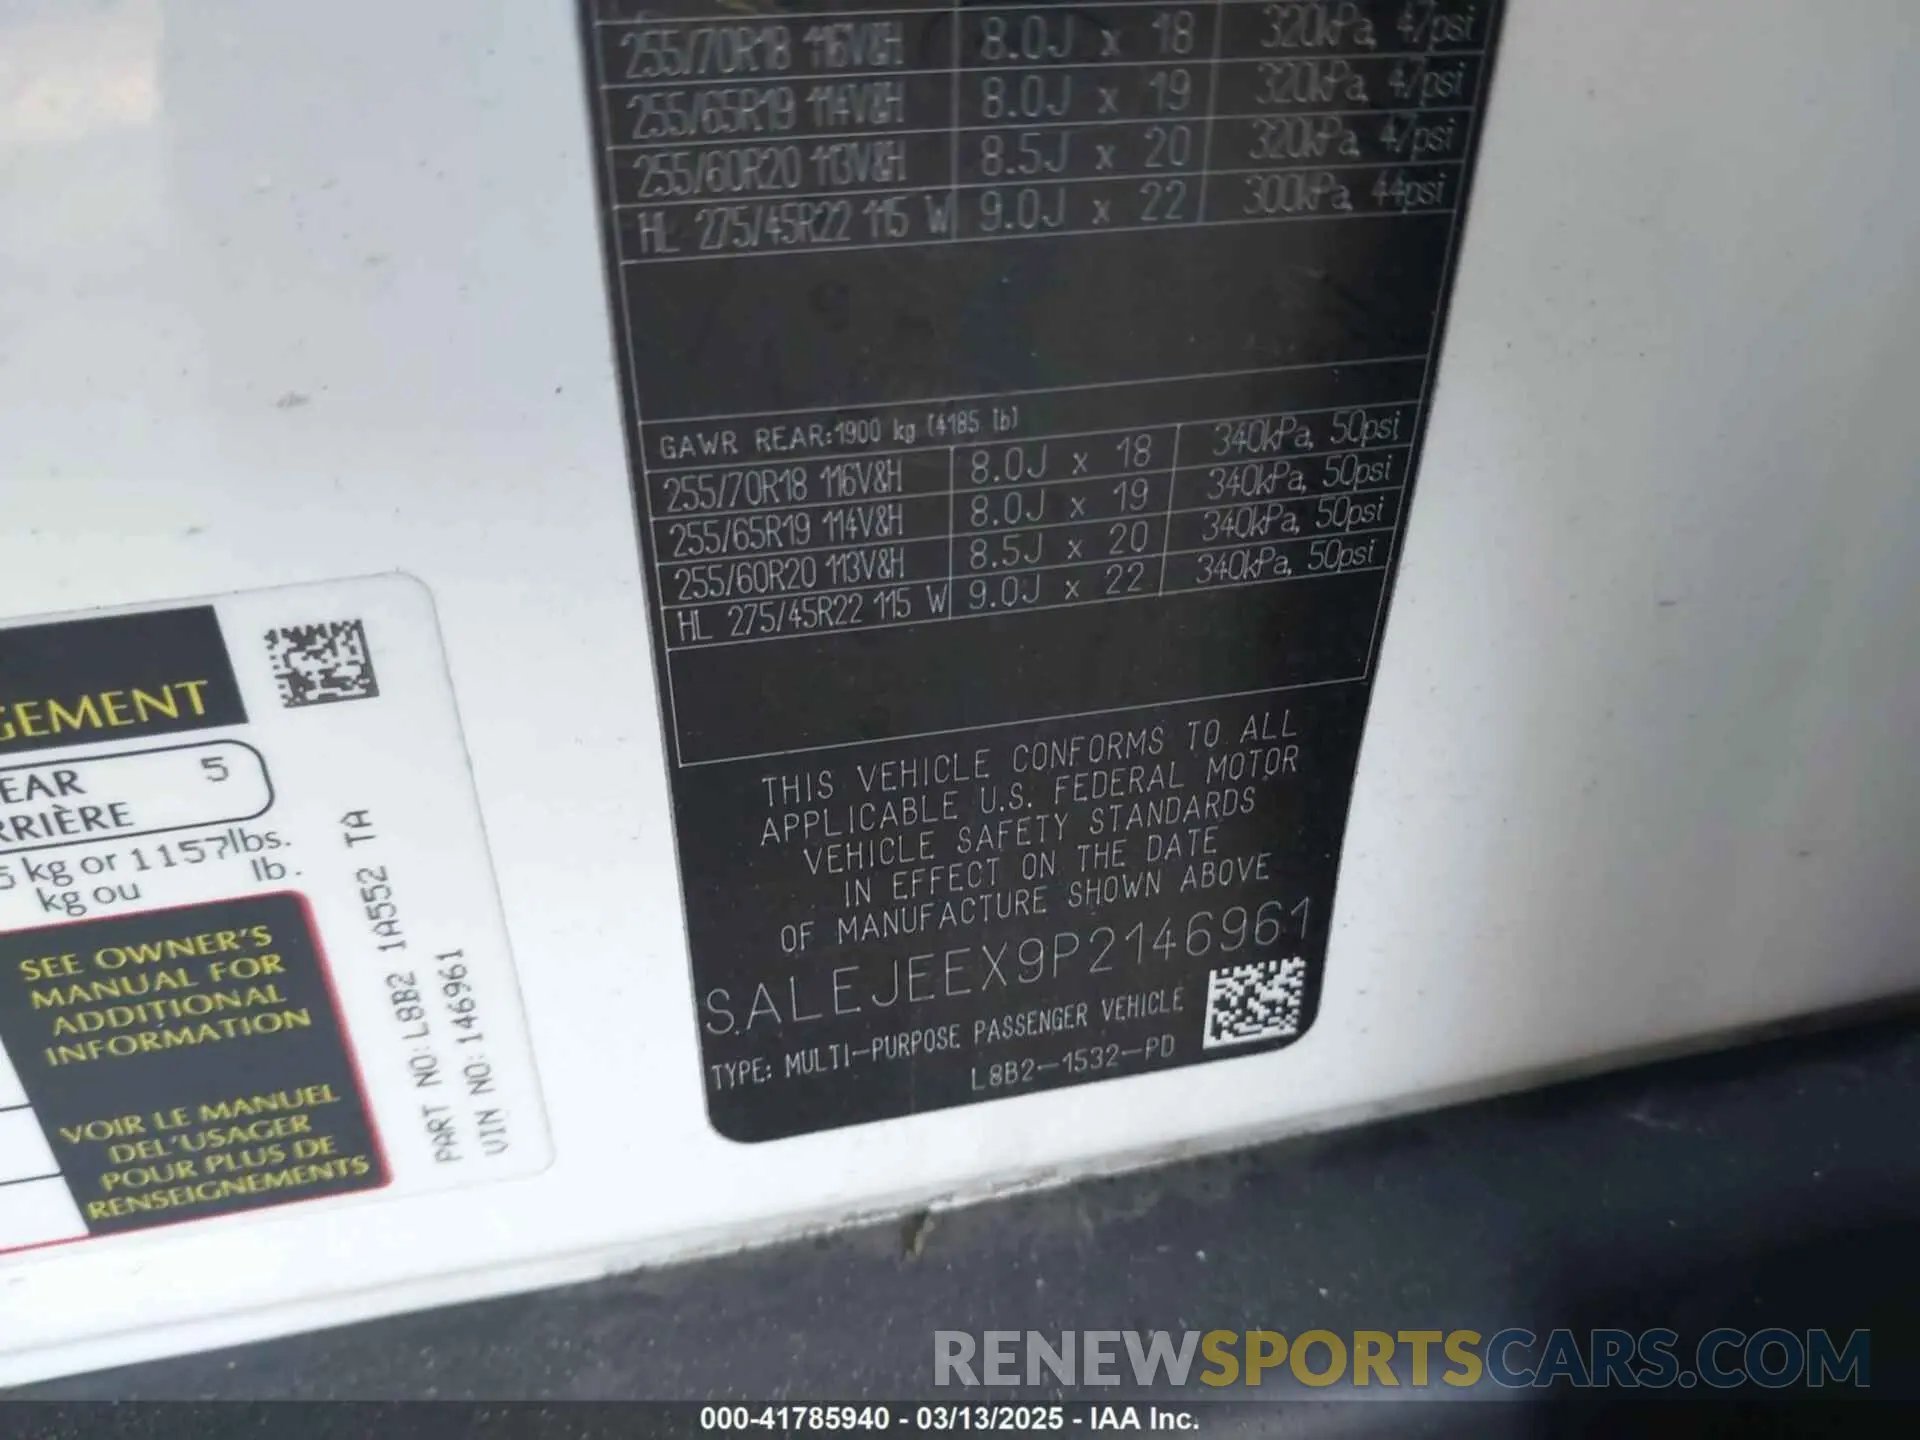 255/70R18 116V&H 8.0J x 18 320kPa, 47psi
255/65R19 114V&H 8.0J x 19 320kPa, 47psi
255/60R20 113V&H 8.5J x 20 320kPa, 47psi
HL 275/45R22 115 W 9.0J x 22 300kPa, 44psi
GAWR REAR:1900 kg (4185 lb)
255/70R18 116V&H 8.0J x 18 340kPa, 50psi
255/65R19 114V&H 8.0J x 19 340kPa, 50psi
255/60R20 113V&H 8.5J x 20 340kPa, 50psi
HL 275/45R22 115 W 9.0J x 22 340kPa, 50psi
THIS VEHICLE CONFORMS TO ALL
APPLICABLE U.S. FEDERAL MOTOR
VEHICLE SAFETY STANDARDS
IN EFFECT ON THE DATE
OF MANUFACTURE SHOWN ABOVE
SALEJEEX9P2146961
TYPE: MULTI-PURPOSE PASSENGER VEHICLE
L8B2-1532-PD
GEMENT
EAR 5
RRIÈRE
5 kg or 1157lbs.
kg ou lb.
SEE OWNER'S
MANUAL FOR
ADDITIONAL
INFORMATION
VOIR LE MANUEL
DEL'USAGER
POUR PLUS DE
RENSEIGNEMENTS
PART NO:L8B2 1A552 TA
VIN NO:146961
RENEWSPORTSCARS.COM
000-41785940 - 03/13/2025 - IAA Inc.